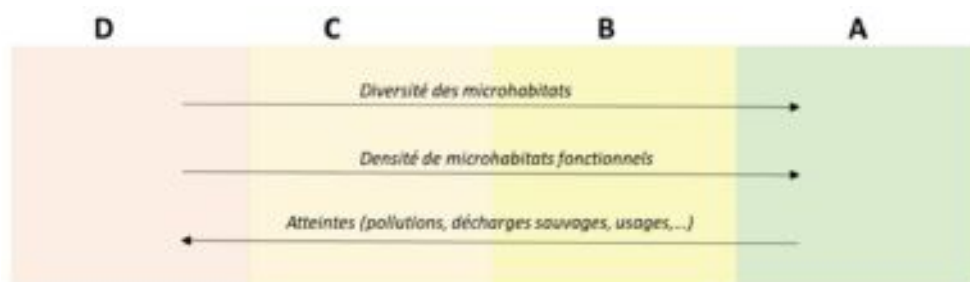 D C B A
Diversité des microhabitats
Densité de microhabitats fonctionnels
Atteintes (pollutions, décharges sauvages, usages,...)